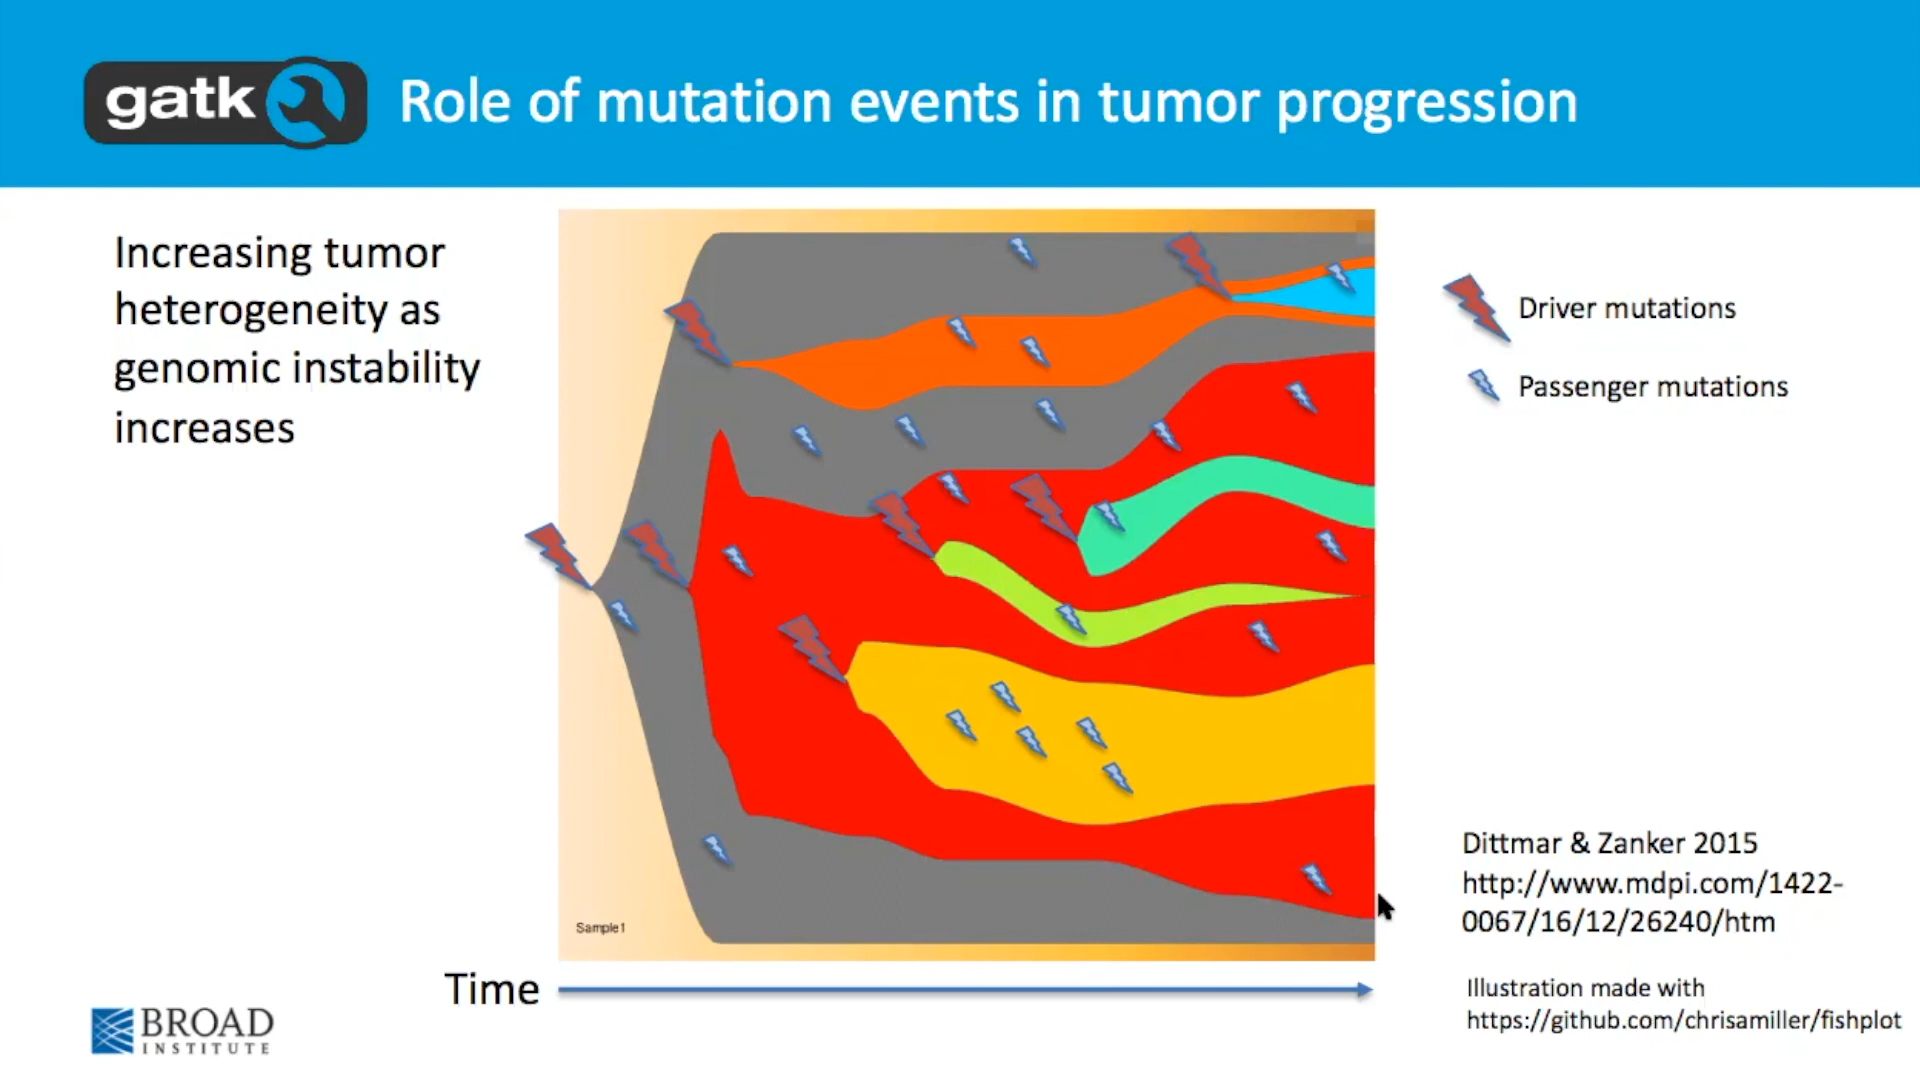 gatk
Role of mutation events in tumor progression
Increasing tumor
heterogeneity as
genomic instability
increases
Driver mutations
Passenger mutations
Sample1
Time
Dittmar & Zanker 2015
http://www.mdpi.com/1422-
0067/16/12/26240/htm
Illustration made with
https://github.com/chrisamiller/fishplot
BROAD
INSTITUTE